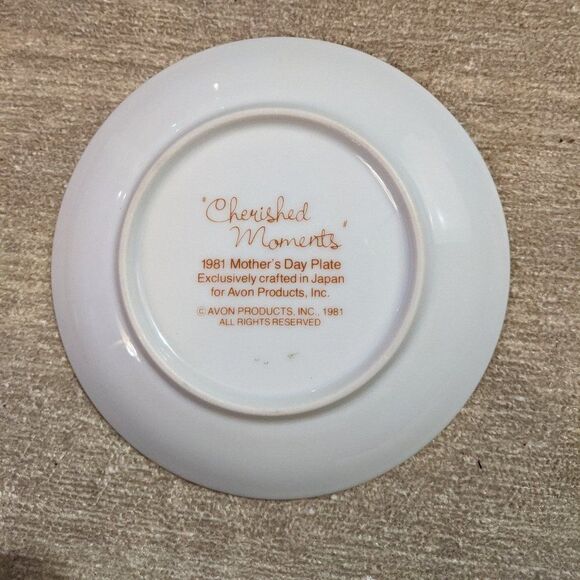 "Cherished
Moments"
1981 Mother's Day Plate
Exclusively crafted in Japan
for Avon Products, Inc.
© AVON PRODUCTS, INC., 1981
ALL RIGHTS RESERVED